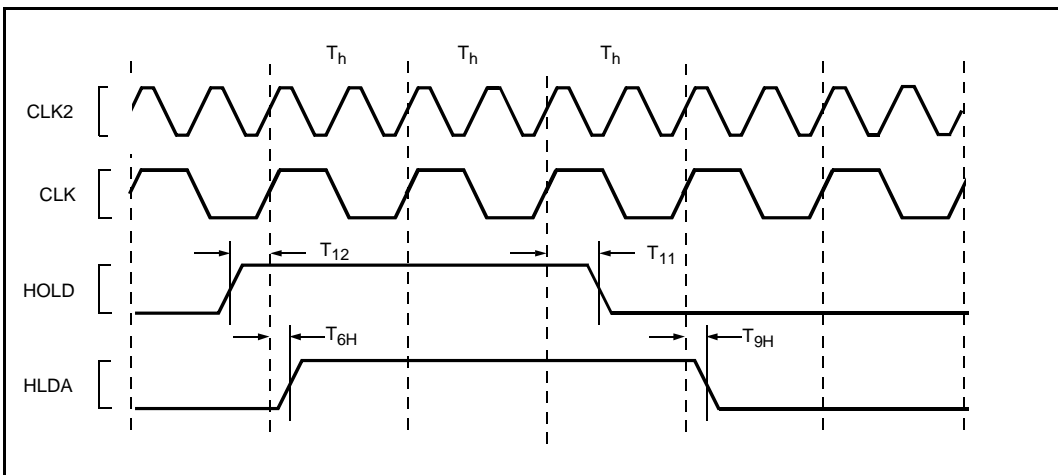 Th Th Th
CLK2
CLK
T12 T11
HOLD
T6H T9H
HLDA